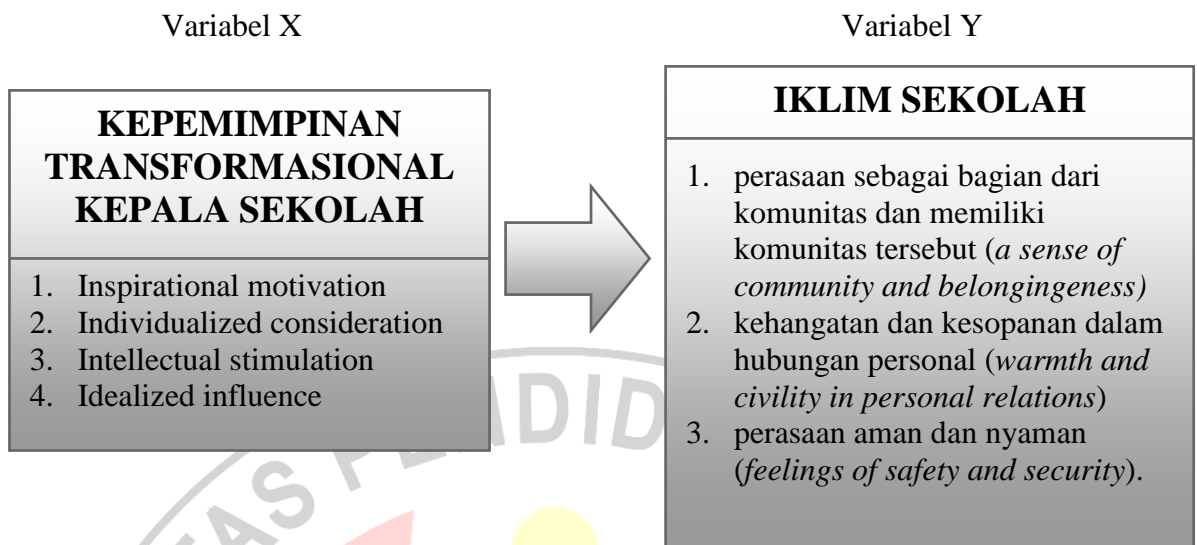 Variabel X
Variabel Y
KEPEMIMPINAN
TRANSFORMASIONAL
KEPALA SEKOLAH
1. Inspirational motivation
2. Individualized consideration
3. Intellectual stimulation
4. Idealized influence
IKLIM SEKOLAH
1. perasaan sebagai bagian dari
komunitas dan memiliki
komunitas tersebut (a sense of
community and belongingeness)
2. kehangatan dan kesopanan dalam
hubungan personal (warmth and
civility in personal relations)
3. perasaan aman dan nyaman
(feelings of safety and security).